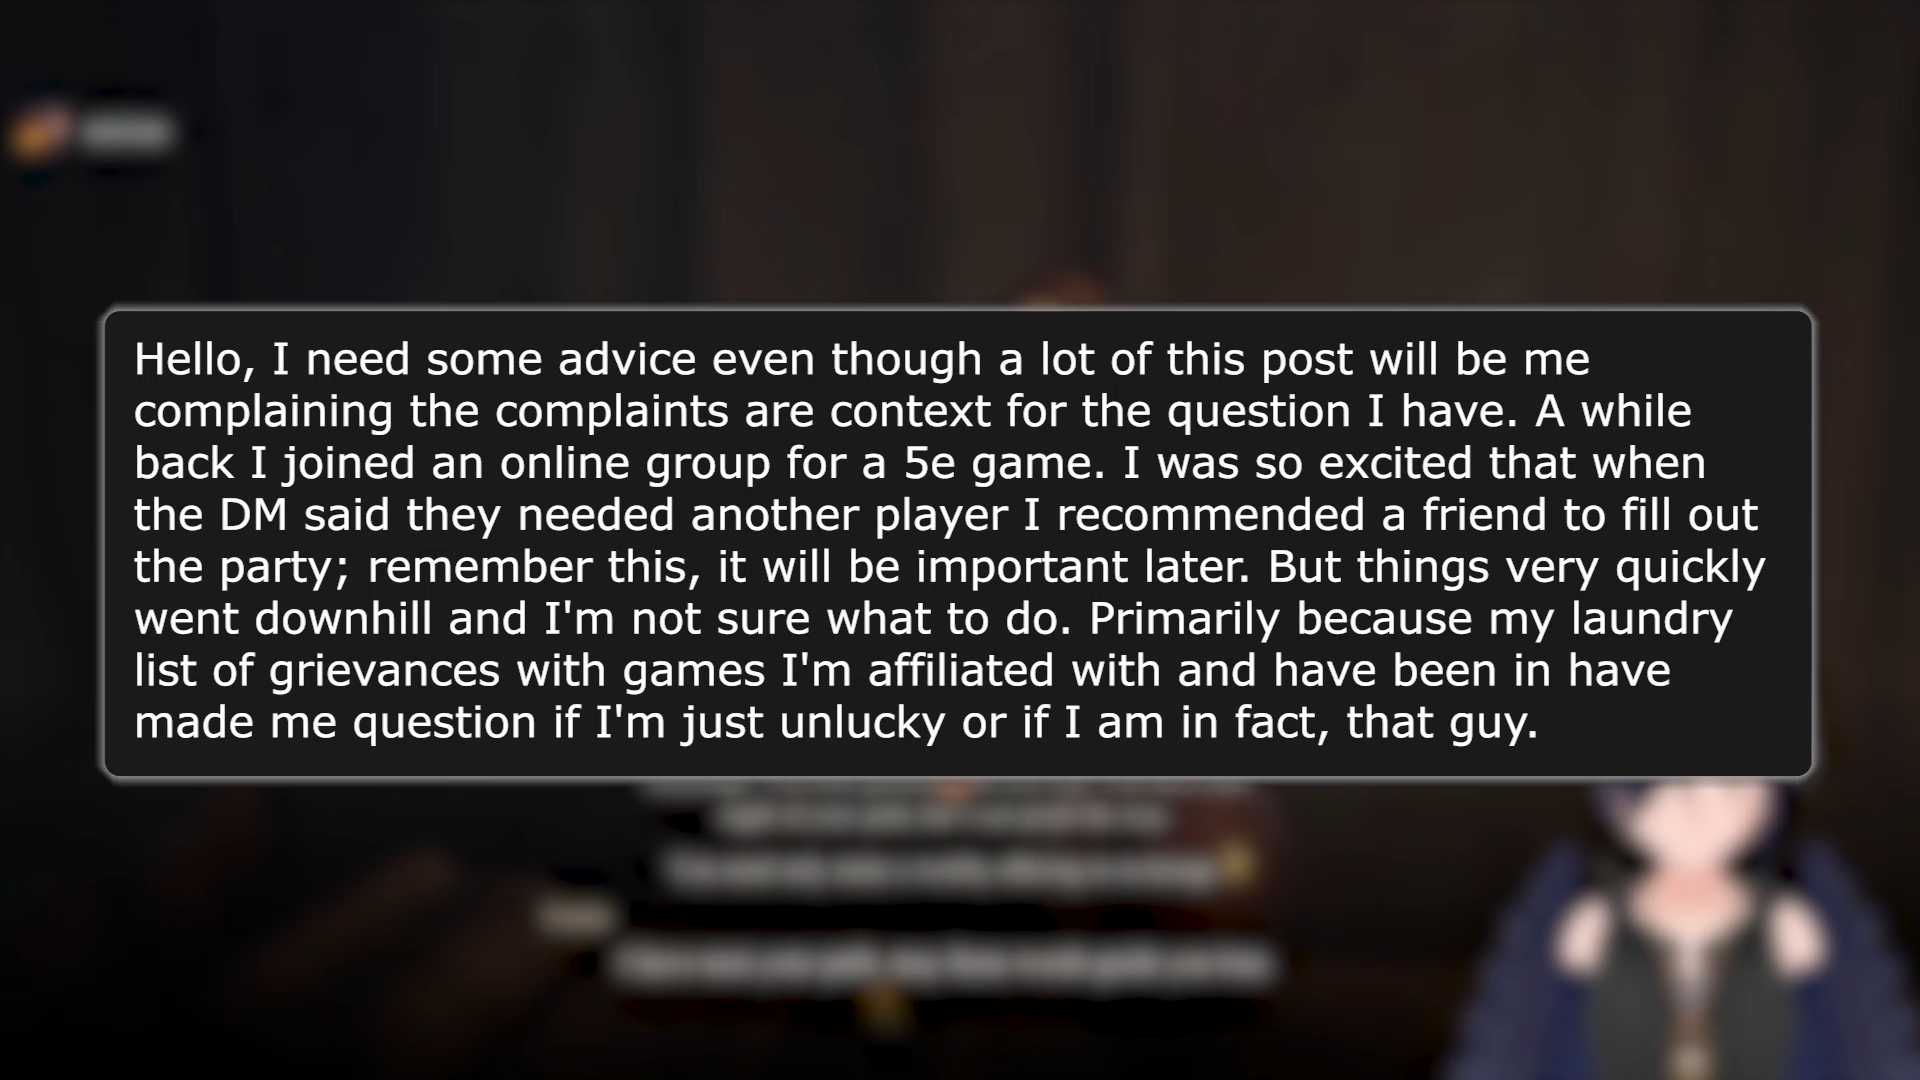 Hello, I need some advice even though a lot of this post will be me
complaining the complaints are context for the question I have. A while
back I joined an online group for a 5e game. I was so excited that when
the DM said they needed another player I recommended a friend to fill out
the party; remember this, it will be important later. But things very quickly
went downhill and I'm not sure what to do. Primarily because my laundry
list of grievances with games I'm affiliated with and have been in have
made me question if I'm just unlucky or if I am in fact, that guy.